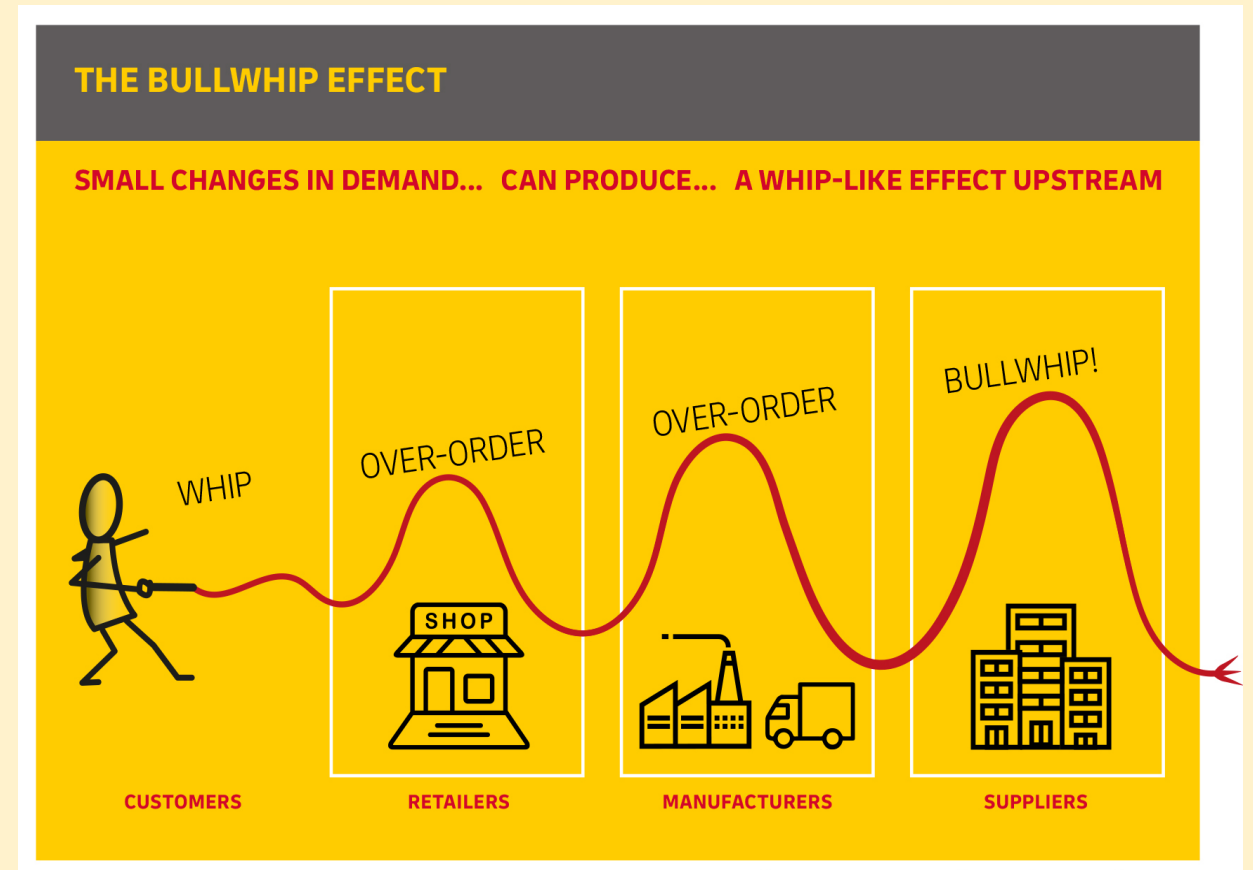 THE BULLWHIP EFFECT
SMALL CHANGES IN DEMAND... CAN PRODUCE... A WHIP-LIKE EFFECT UPSTREAM
WHIP
OVER-ORDER
OVER-ORDER
BULLWHIP!
SHOP
CUSTOMERS
RETAILERS
MANUFACTURERS
SUPPLIERS